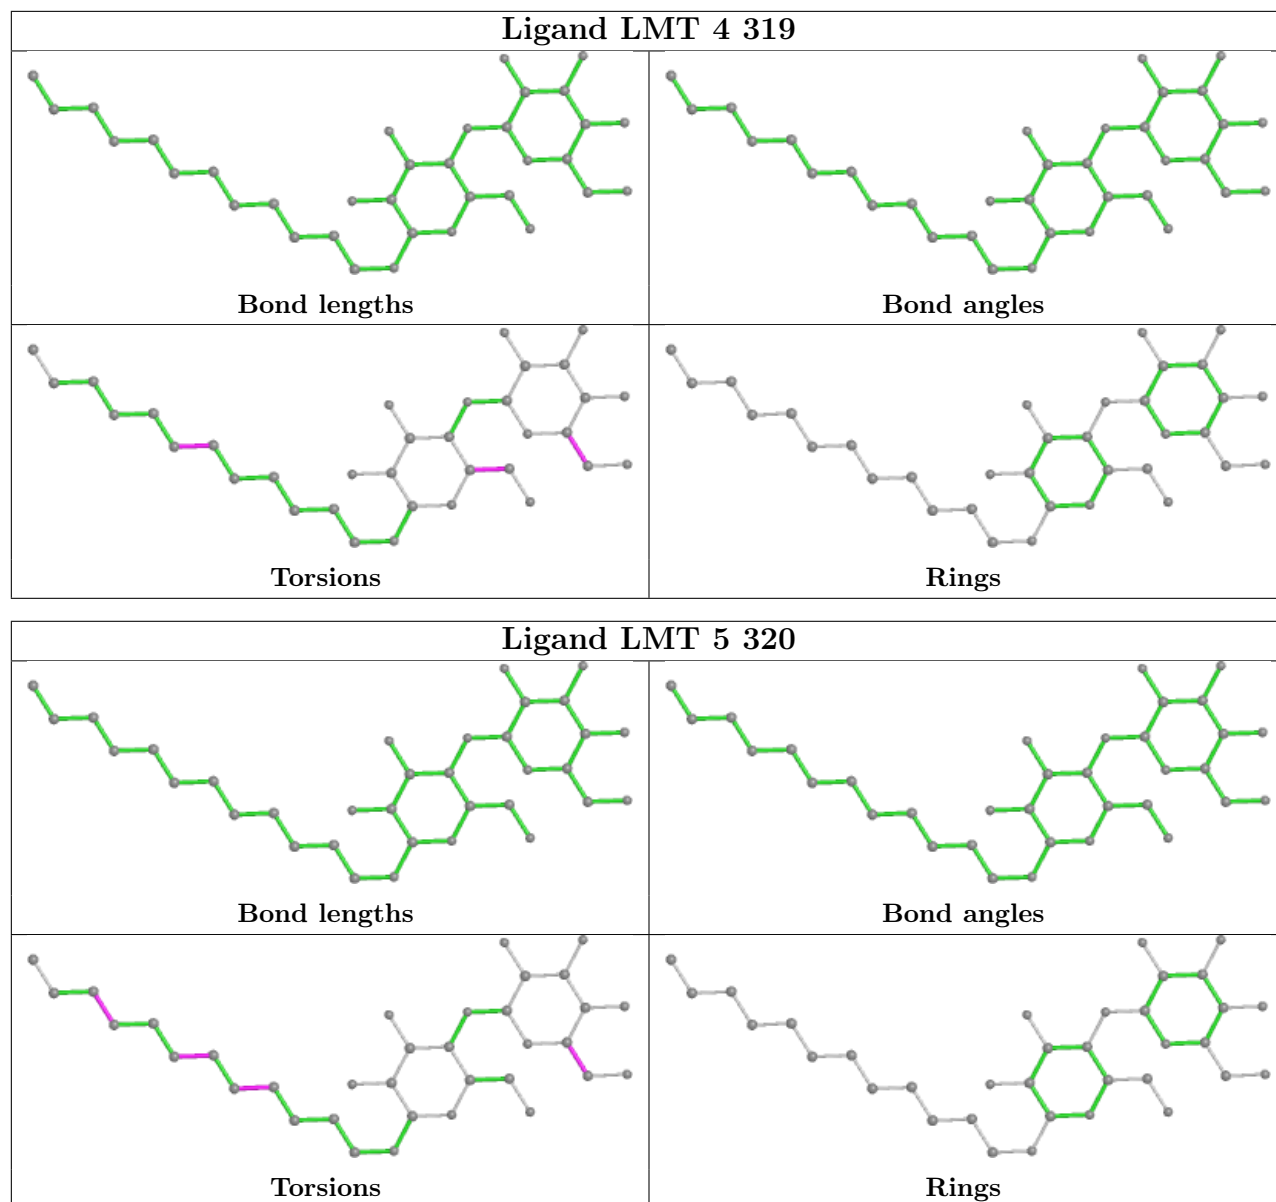 Ligand LMT 4 319
Bond lengths
Bond angles
Torsions
Rings
Ligand LMT 5 320
Bond lengths
Bond angles
Torsions
Rings